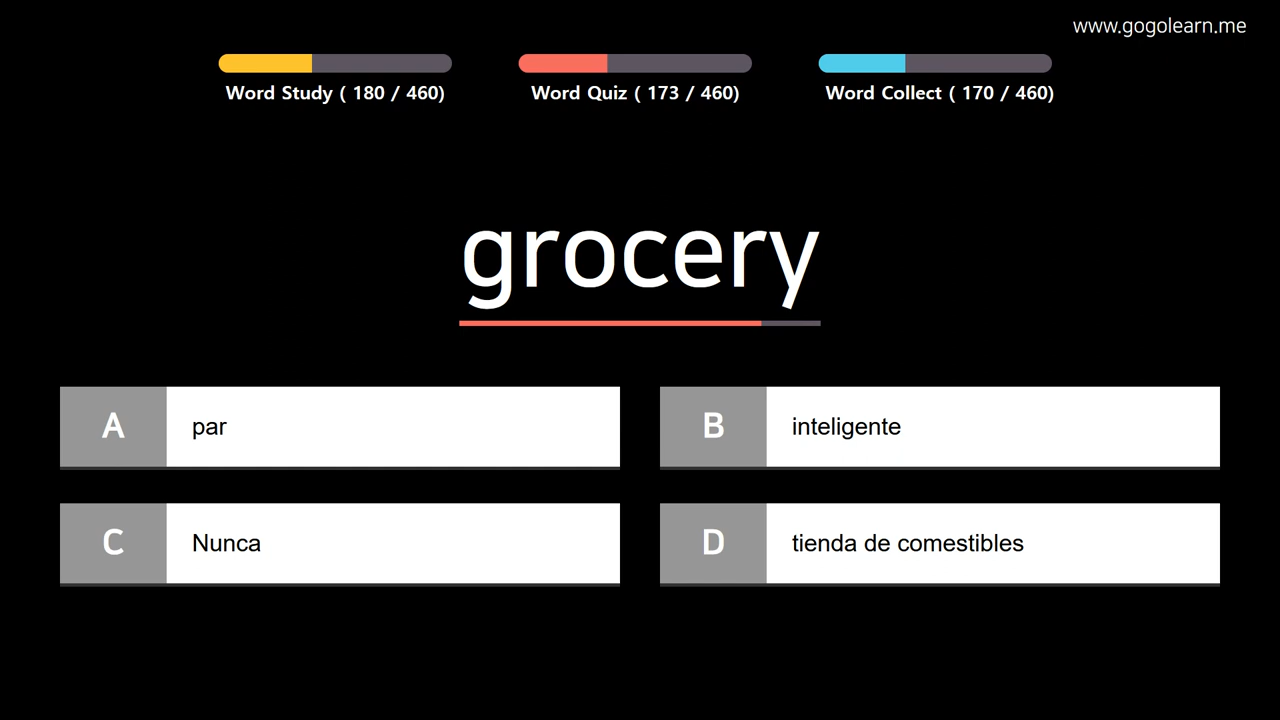 www.gogolearn.me
Word Study ( 180 / 460)
Word Quiz ( 173 / 460)
Word Collect ( 170 / 460)
grocery
A
par
B
inteligente
C
Nunca
D
tienda de comestibles